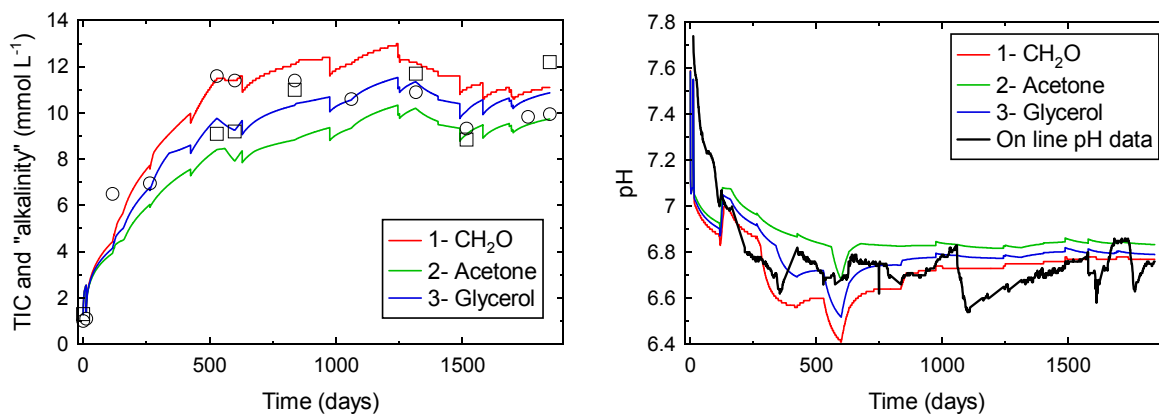 TIC and "alkalinity" (mmol L⁻¹)
14
12
10
8
6
4
2
0
0
500
1000
1500
Time (days)
1- CH₂O
2- Acetone
3- Glycerol
pH
7.8
7.6
7.4
7.2
7
6.8
6.6
6.4
0
500
1000
1500
Time (days)
1- CH₂O
2- Acetone
3- Glycerol
On line pH data